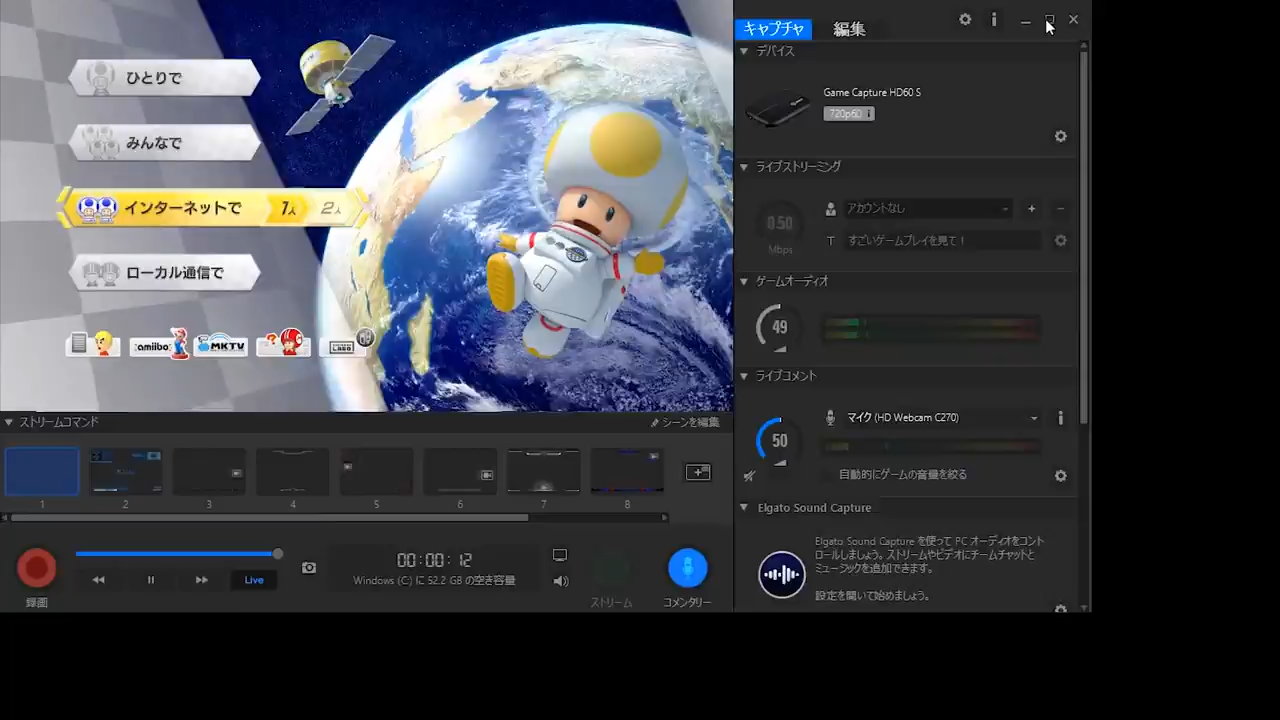 キャプチャ
編集
ひとりで
みんなで
インターネットで 1人 2人
ローカル通信で
amiibo
MKTV
デバイス
Game Capture HD60 S
720p60 i
ライブストリーミング
0.50
Mbps
アカウントなし
T すごいゲームプレイを見て！
ゲームオーディオ
49
ライブコメント
マイク (HD Webcam C270)
50
自動的にゲームの音量を絞る
Elgato Sound Capture
Elgato Sound Capture を使って PC オーディオをコント
ロールしましょう。ストリームやビデオにチームチャットと
ミュージックを追加できます。
設定を開いて始めましょう。
ストリームコマンド
シーンを編集
1 2 3 4 5 6 7 8
Live
00:00:12
Windows (C) に 52.2 GB の空き容量
録画
ストリーム
コメンタリー